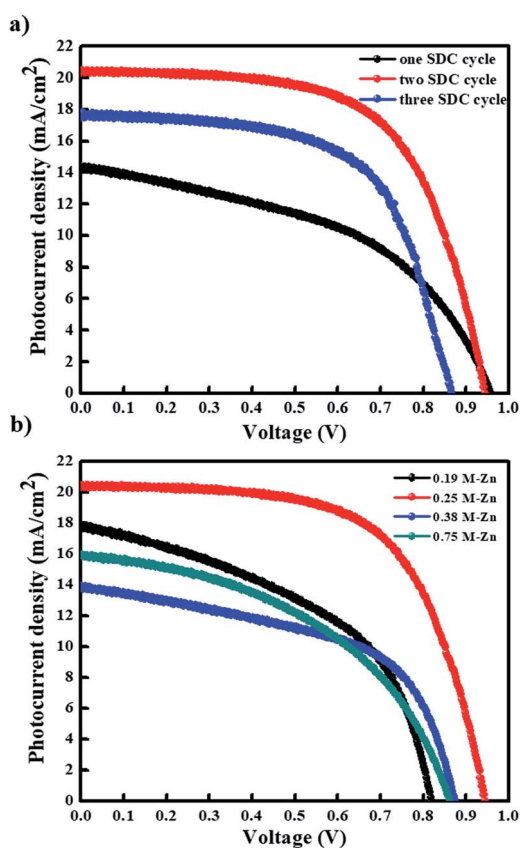 a)
22
20
18
16
14
12
10
8
6
4
2
0
Photocurrent density (mA/cm²)
one SDC cycle
two SDC cycle
three SDC cycle
0.0 0.1 0.2 0.3 0.4 0.5 0.6 0.7 0.8 0.9 1.0
Voltage (V)
b)
22
20
18
16
14
12
10
8
6
4
2
0
Photocurrent density (mA/cm²)
0.19 M-Zn
0.25 M-Zn
0.38 M-Zn
0.75 M-Zn
0.0 0.1 0.2 0.3 0.4 0.5 0.6 0.7 0.8 0.9 1.0
Voltage (V)